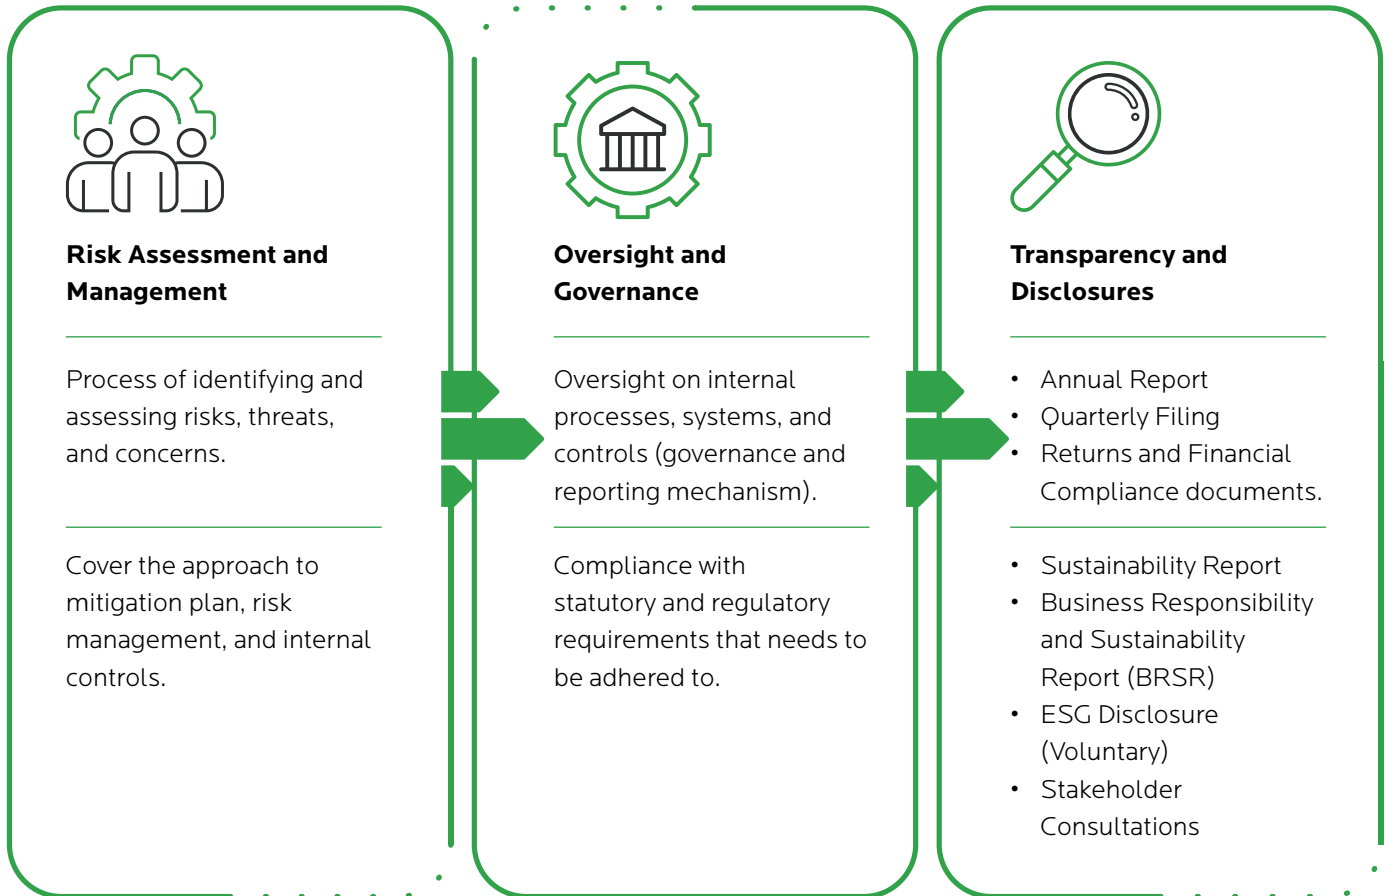 Risk Assessment and
Management
Process of identifying and
assessing risks, threats,
and concerns.
Cover the approach to
mitigation plan, risk
management, and internal
controls.
Oversight and
Governance
Oversight on internal
processes, systems, and
controls (governance and
reporting mechanism).
Compliance with
statutory and regulatory
requirements that needs to
be adhered to.
Transparency and
Disclosures
• Annual Report
• Quarterly Filing
• Returns and Financial
Compliance documents.
• Sustainability Report
• Business Responsibility
and Sustainability
Report (BRSR)
• ESG Disclosure
(Voluntary)
• Stakeholder
Consultations